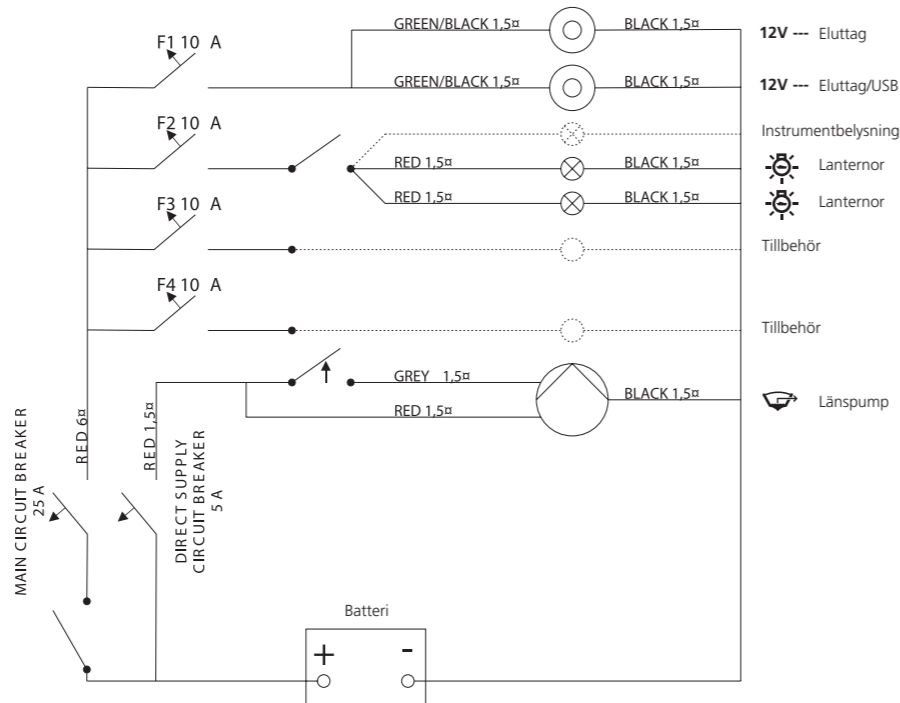 GREEN/BLACK 1,5¤
BLACK 1,5¤
12V --- Eluttag
F1 10 A
GREEN/BLACK 1,5¤
BLACK 1,5¤
12V --- Eluttag/USB
F2 10 A
Instrumentbelysning
RED 1,5¤
BLACK 1,5¤
Lanternor
RED 1,5¤
BLACK 1,5¤
Lanternor
F3 10 A
Tillbehör
F4 10 A
Tillbehör
GREY 1,5¤
RED 1,5¤
BLACK 1,5¤
Länspump
RED 6¤
RED 1,5¤
MAIN CIRCUIT BREAKER
25 A
DIRECT SUPPLY
CIRCUIT BREAKER
5 A
Batteri
+ -